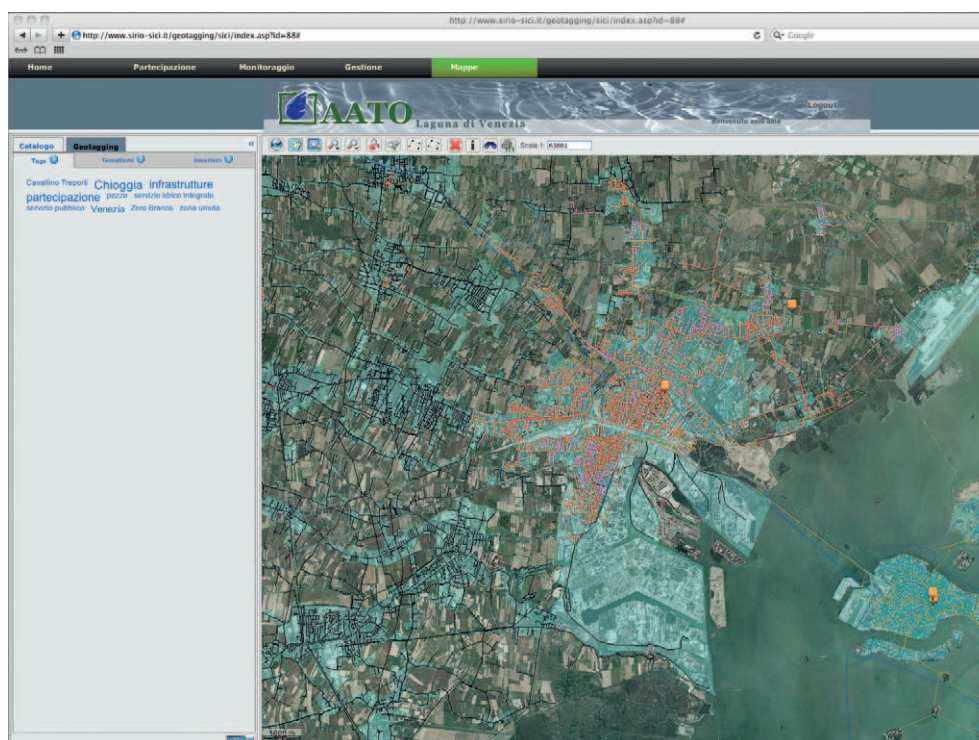 http://www.sirio-sici.it/geotagging/sici/index.asp?id=88#
http://www.sirio-sici.it/geotagging/sici/index.asp?id=88#
Google
Home Partecipazione Monitoraggio Gestione Mappe
AATO
Laguna di Venezia
Logout
Catalogo Geotagging
Tags Tematismi Inserisci
Scala 1: 63881
Cavallino Treporti Chioggia infrastrutture
partecipazione pozzo servizio idrico integrato
servizio pubblico Venezia Zero Branco zona umida